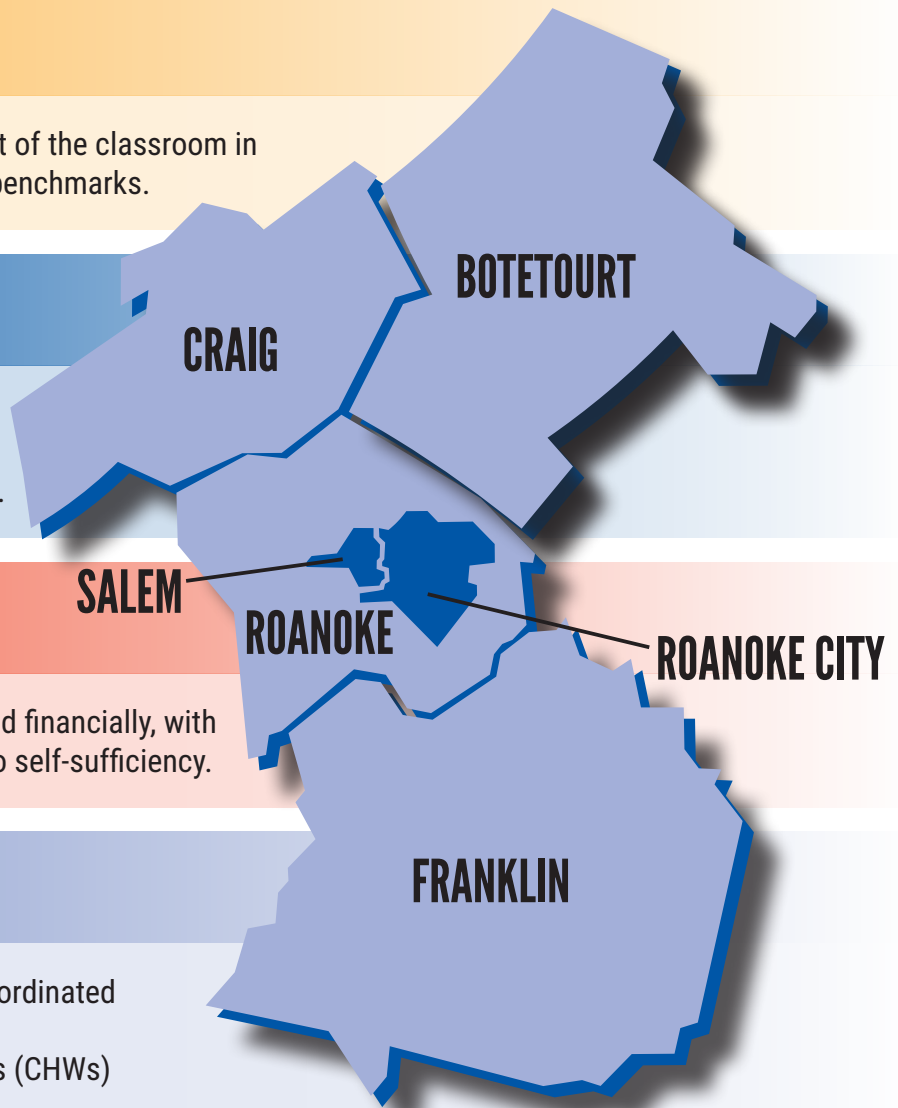 t of the classroom in
benchmarks.
BOTETOURT
CRAIG
SALEM
ROANOKE
ROANOKE CITY
d financially, with
o self-sufficiency.
FRANKLIN
ordinated
s (CHWs)